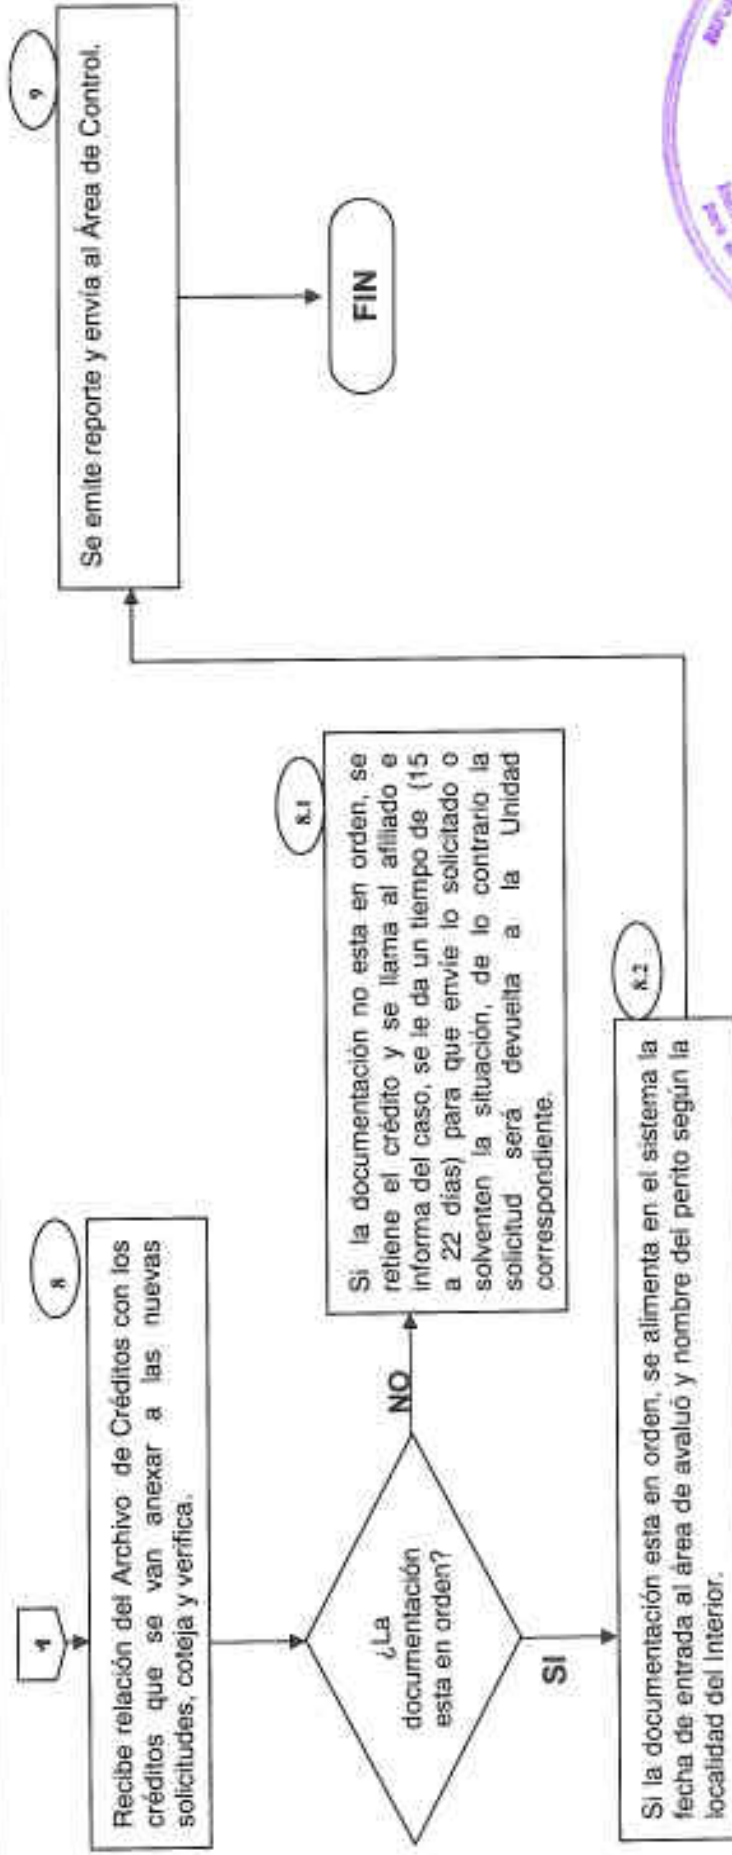 1
8
Recibe relación del Archivo de Créditos con los
créditos que se van anexar a las nuevas
solicitudes, coteja y verifica.
¿La
documentación
esta en orden?
NO
SI
8.1
Si la documentación no esta en orden, se
retiene el crédito y se llama al afiliado e
informa del caso, se le da un tiempo de (15
a 22 días) para que envíe lo solicitado o
solventen la situación, de lo contrario la
solicitud será devuelta a la Unidad
correspondiente.
8.2
Si la documentación esta en orden, se alimenta en el sistema la
fecha de entrada al área de avaluó y nombre del perito según la
localidad del Interior.
9
Se emite reporte y envía al Área de Control.
FIN